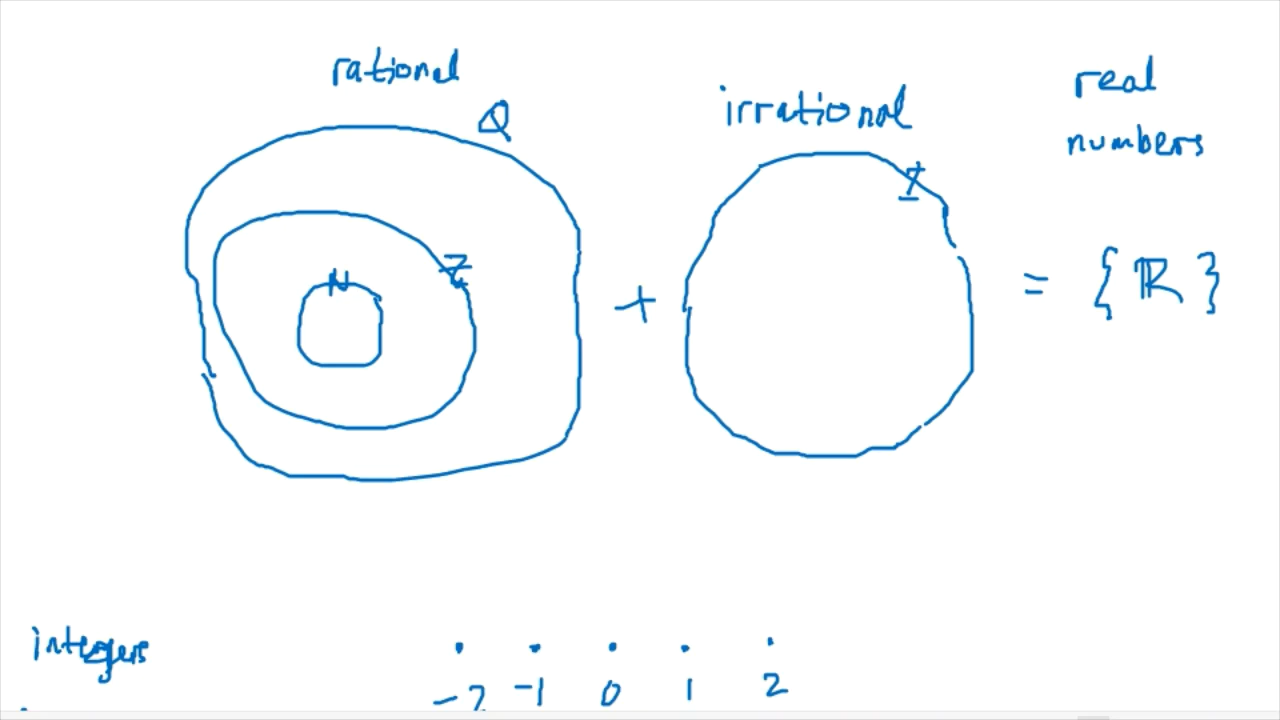 rational
Q
irrational
I
real
numbers
N
Z
+
= {ℝ}
integers
-2 -1 0 1 2